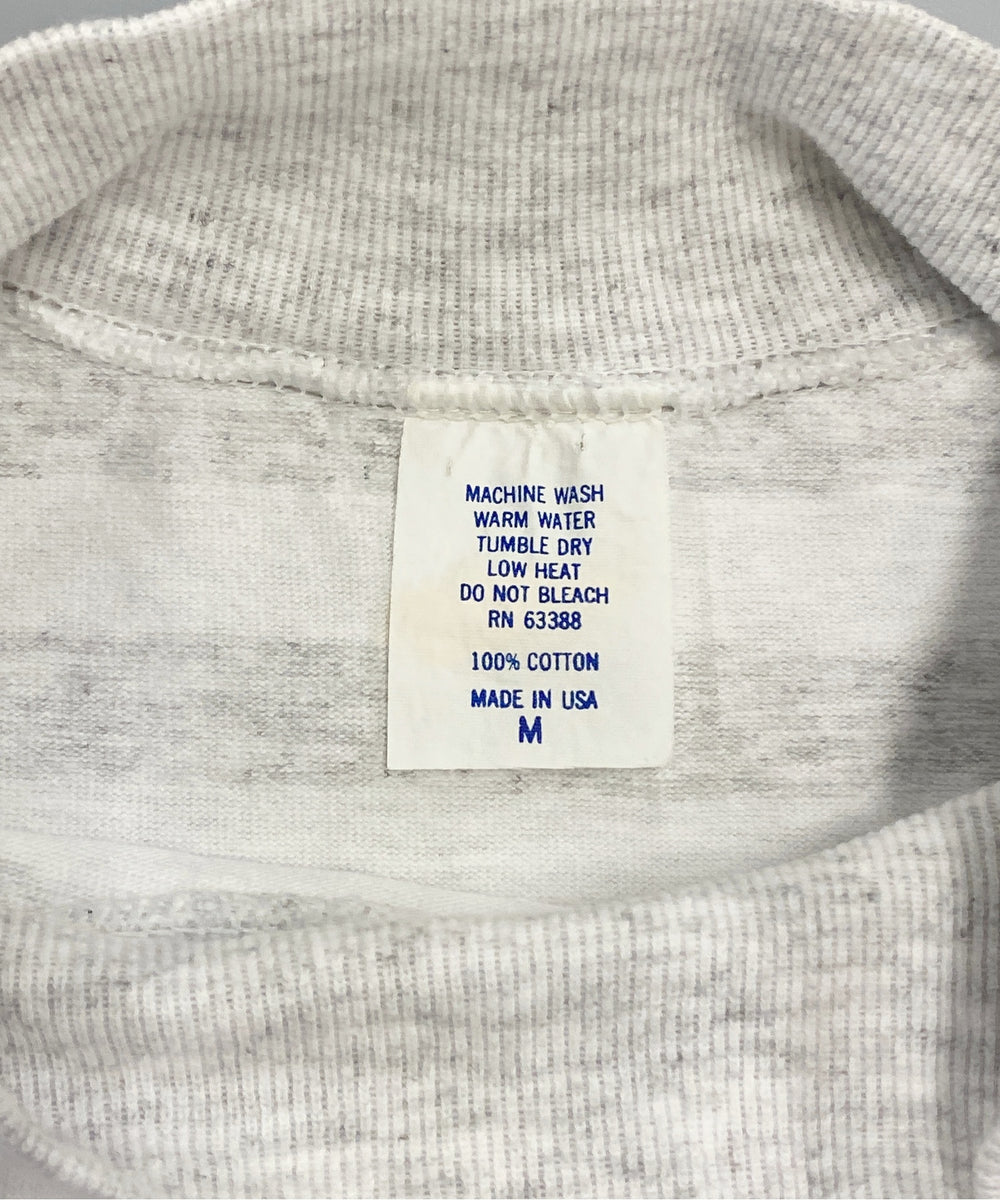 MACHINE WASH
WARM WATER
TUMBLE DRY
LOW HEAT
DO NOT BLEACH
RN 63388
100% COTTON
MADE IN USA
M